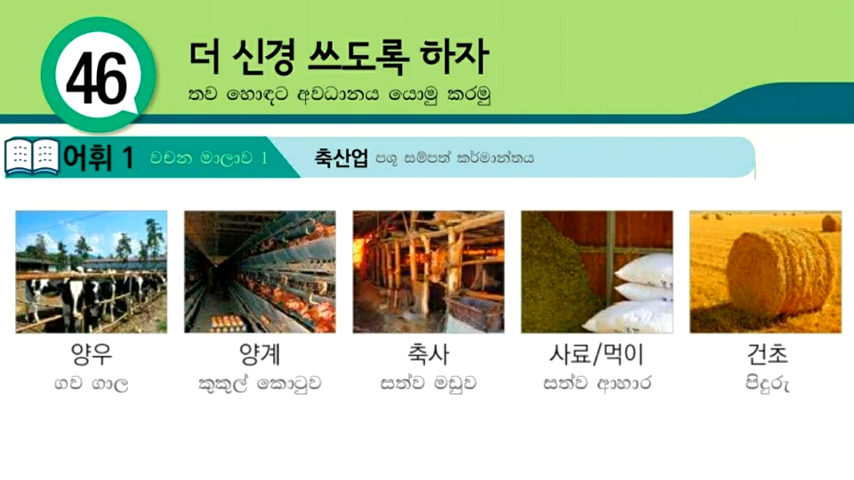 46
더 신경 쓰도록 하자
තව හොඳට අවධානය යොමු කරමු
어휘 1 වචන මාලාව 1 축산업 පශු සම්පත් කර්මාන්තය
양우 양계 축사 사료/먹이 건초
ගව ගාල කුකුල් කොටුව සත්ව මඩුව සත්ව ආහාර පිදුරු